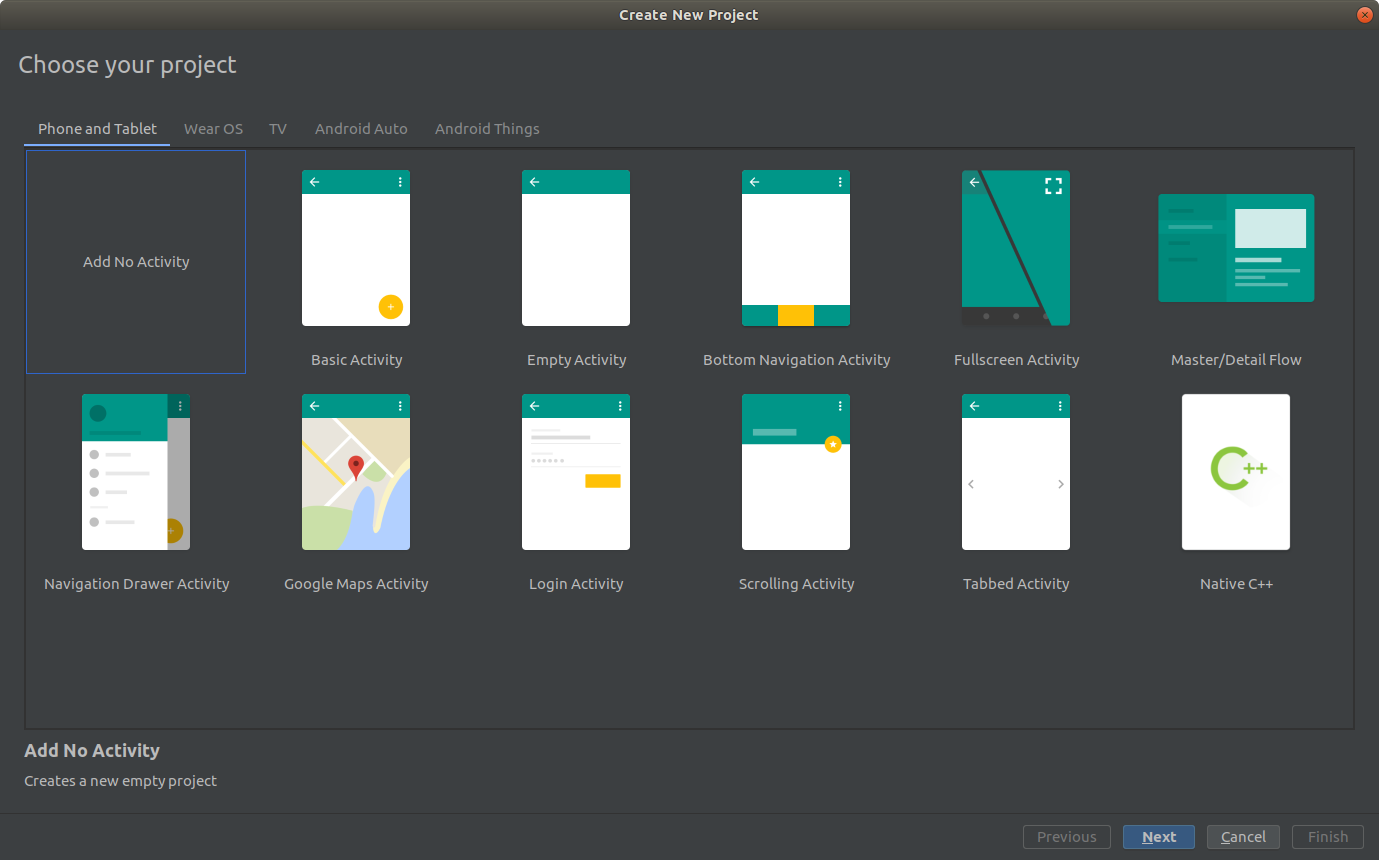 Create New Project
Choose your project
Phone and Tablet Wear OS TV Android Auto Android Things
Add No Activity
Basic Activity Empty Activity Bottom Navigation Activity Fullscreen Activity Master/Detail Flow
C++
Navigation Drawer Activity Google Maps Activity Login Activity Scrolling Activity Tabbed Activity Native C++
Add No Activity
Creates a new empty project
Previous Next Cancel Finish